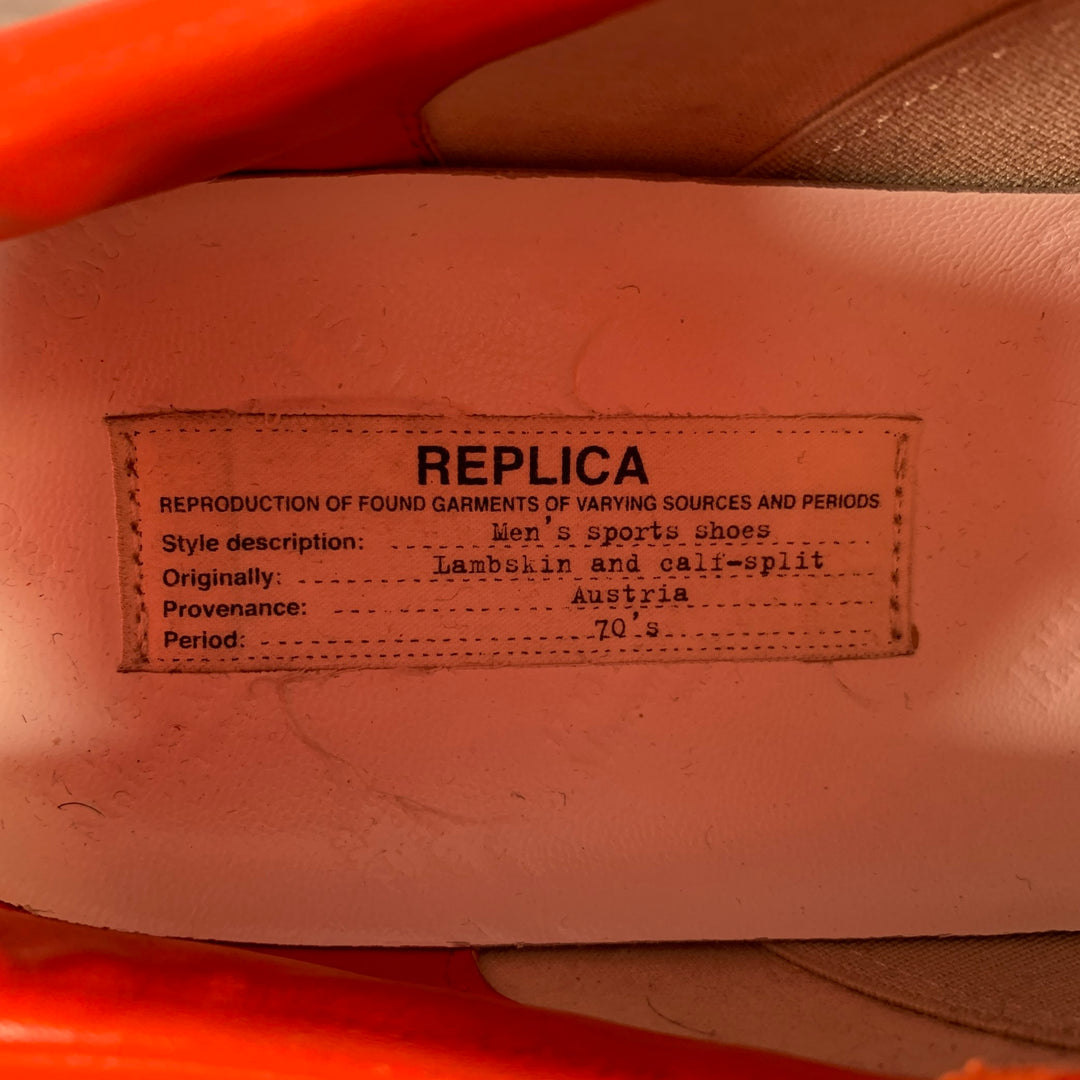 REPLICA
REPRODUCTION OF FOUND GARMENTS OF VARYING SOURCES AND PERIODS
Style description: Men's sports shoes
Originally: Lambskin and calf-split
Provenance: Austria
Period: 70's